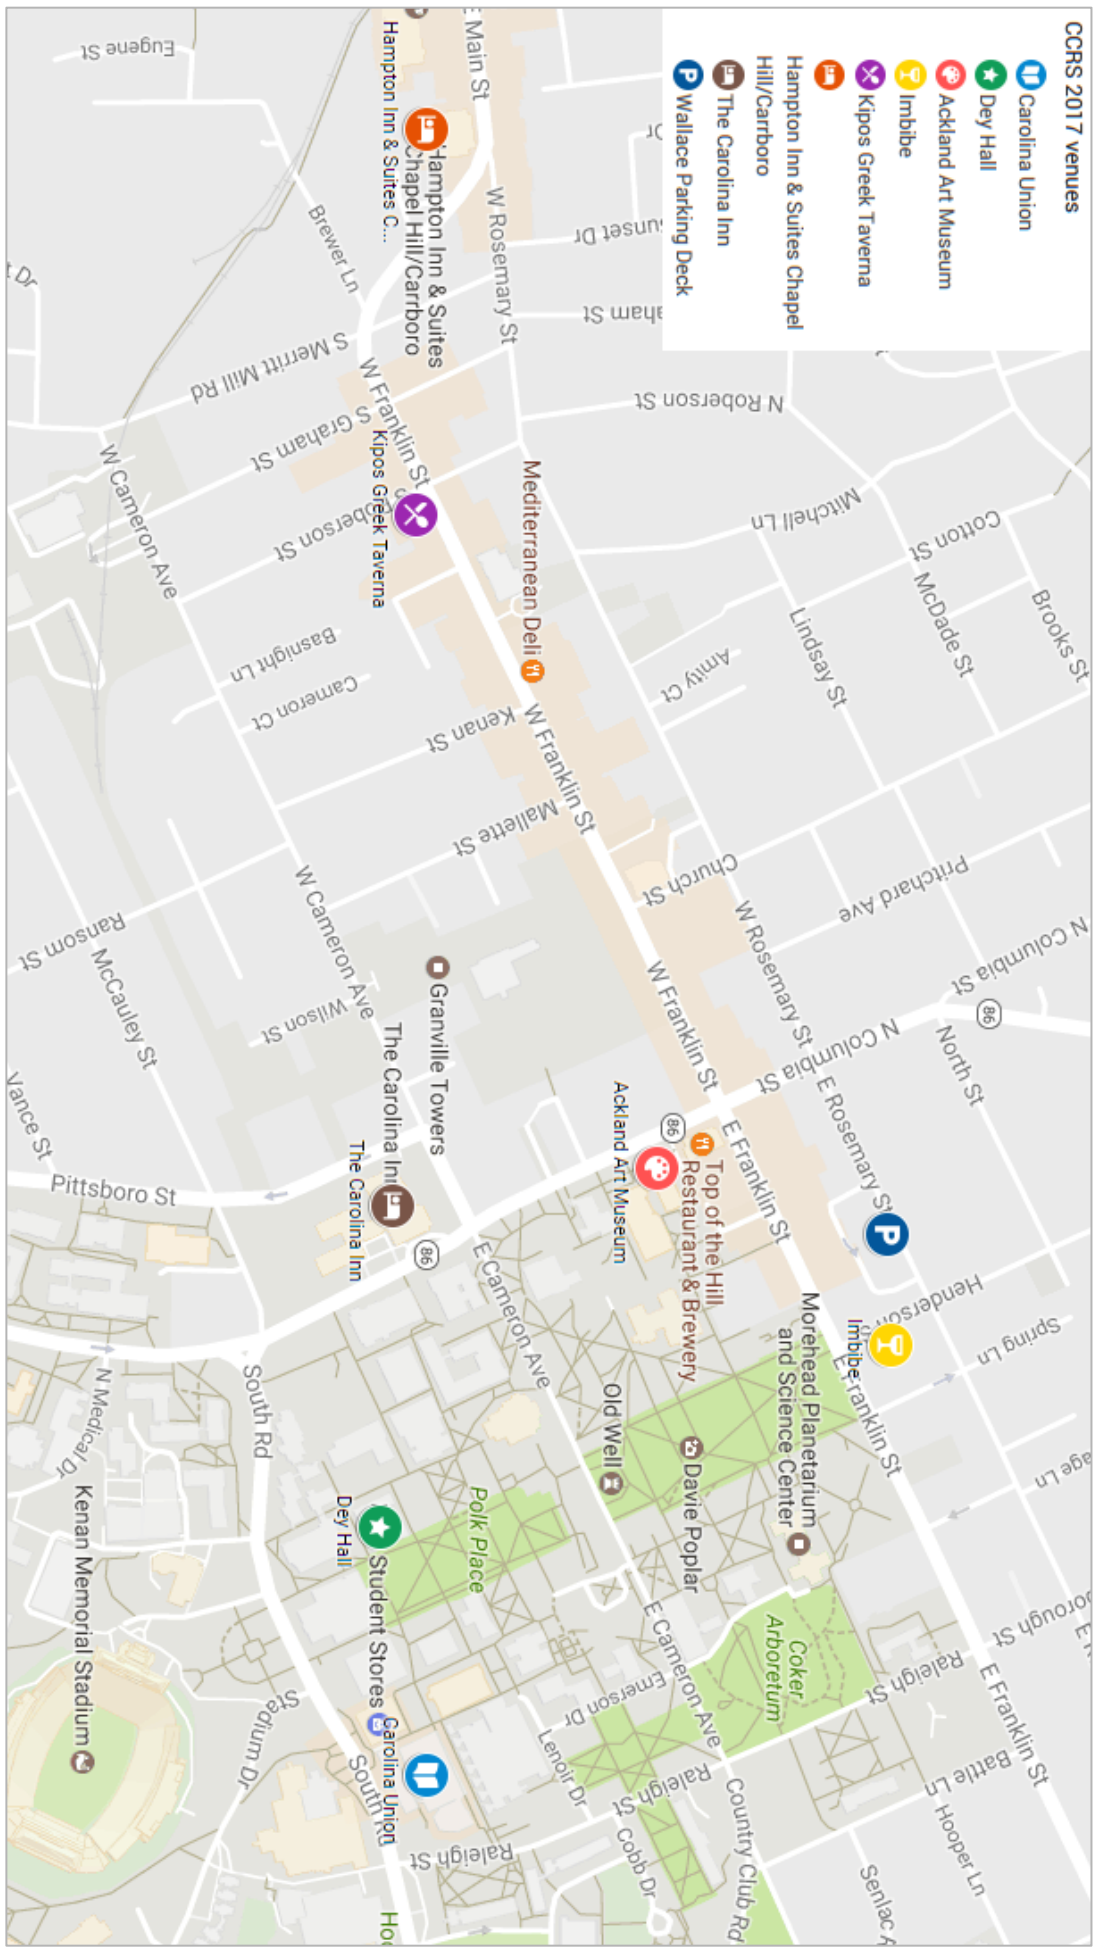 CCRS 2017 venues
Carolina Union
Dey Hall
Ackland Art Museum
Imbibe
Kipos Greek Taverna
Hampton Inn & Suites Chapel
Hill/Carrboro
The Carolina Inn
Wallace Parking Deck
Eugene St
E Main St
Hampton Inn & Suites C...
Hampton Inn & Suites
Chapel Hill/Carrboro
Brewer Ln
W Rosemary St
Dr
Sunset Dr
S Merritt Mill Rd
W Franklin St
S Graham St
N Roberson St
Kipos Greek Taverna
W Cameron Ave
Mediterranean Deli
Mitchell Ln
Cotton St
McDade St
Brooks St
Lindsay St
Amity Ct
Basnight Ln
Cameron Ct
Kenan St
W Franklin St
Mallette St
Church St
Pritchard Ave
N Columbia St
86
W Rosemary St
N Columbia St
North St
W Franklin St
W Cameron Ave
Ransom St
McCauley St
Wilson St
Granville Towers
The Carolina Inn
The Carolina Inn
Vance St
Pittsboro St
86
Ackland Art Museum
86
Top of the Hill
Restaurant & Brewery
E Franklin St
E Rosemary St
P
Henderson St
Spring Ln
Imbibe
E Franklin St
Morehead Planetarium
and Science Center
E Cameron Ave
Old Well
Davie Poplar
Polk Place
South Rd
N Medical Dr
Kenan Memorial Stadium
Dey Hall
Student Stores
Carolina Union
South Rd
Stadium Dr
Raleigh St
Lenoir Dr
Emerson Dr
E Cameron Ave
Coker
Arboretum
Raleigh St
Raleigh St
E Franklin St
Battle Ln
Hooper Ln
Country Club Rd
Cobb Dr
Senlac